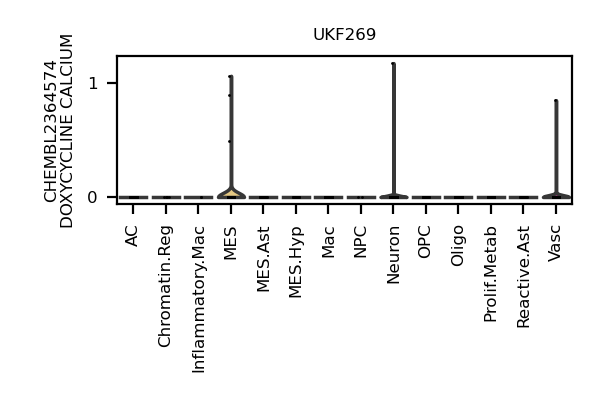 UKF269
CHEMBL2364574
DOXYCYCLINE CALCIUM
1
0
AC
Chromatin.Reg
Inflammatory.Mac
MES
MES.Ast
MES.Hyp
Mac
NPC
Neuron
OPC
Oligo
Prolif.Metab
Reactive.Ast
Vasc